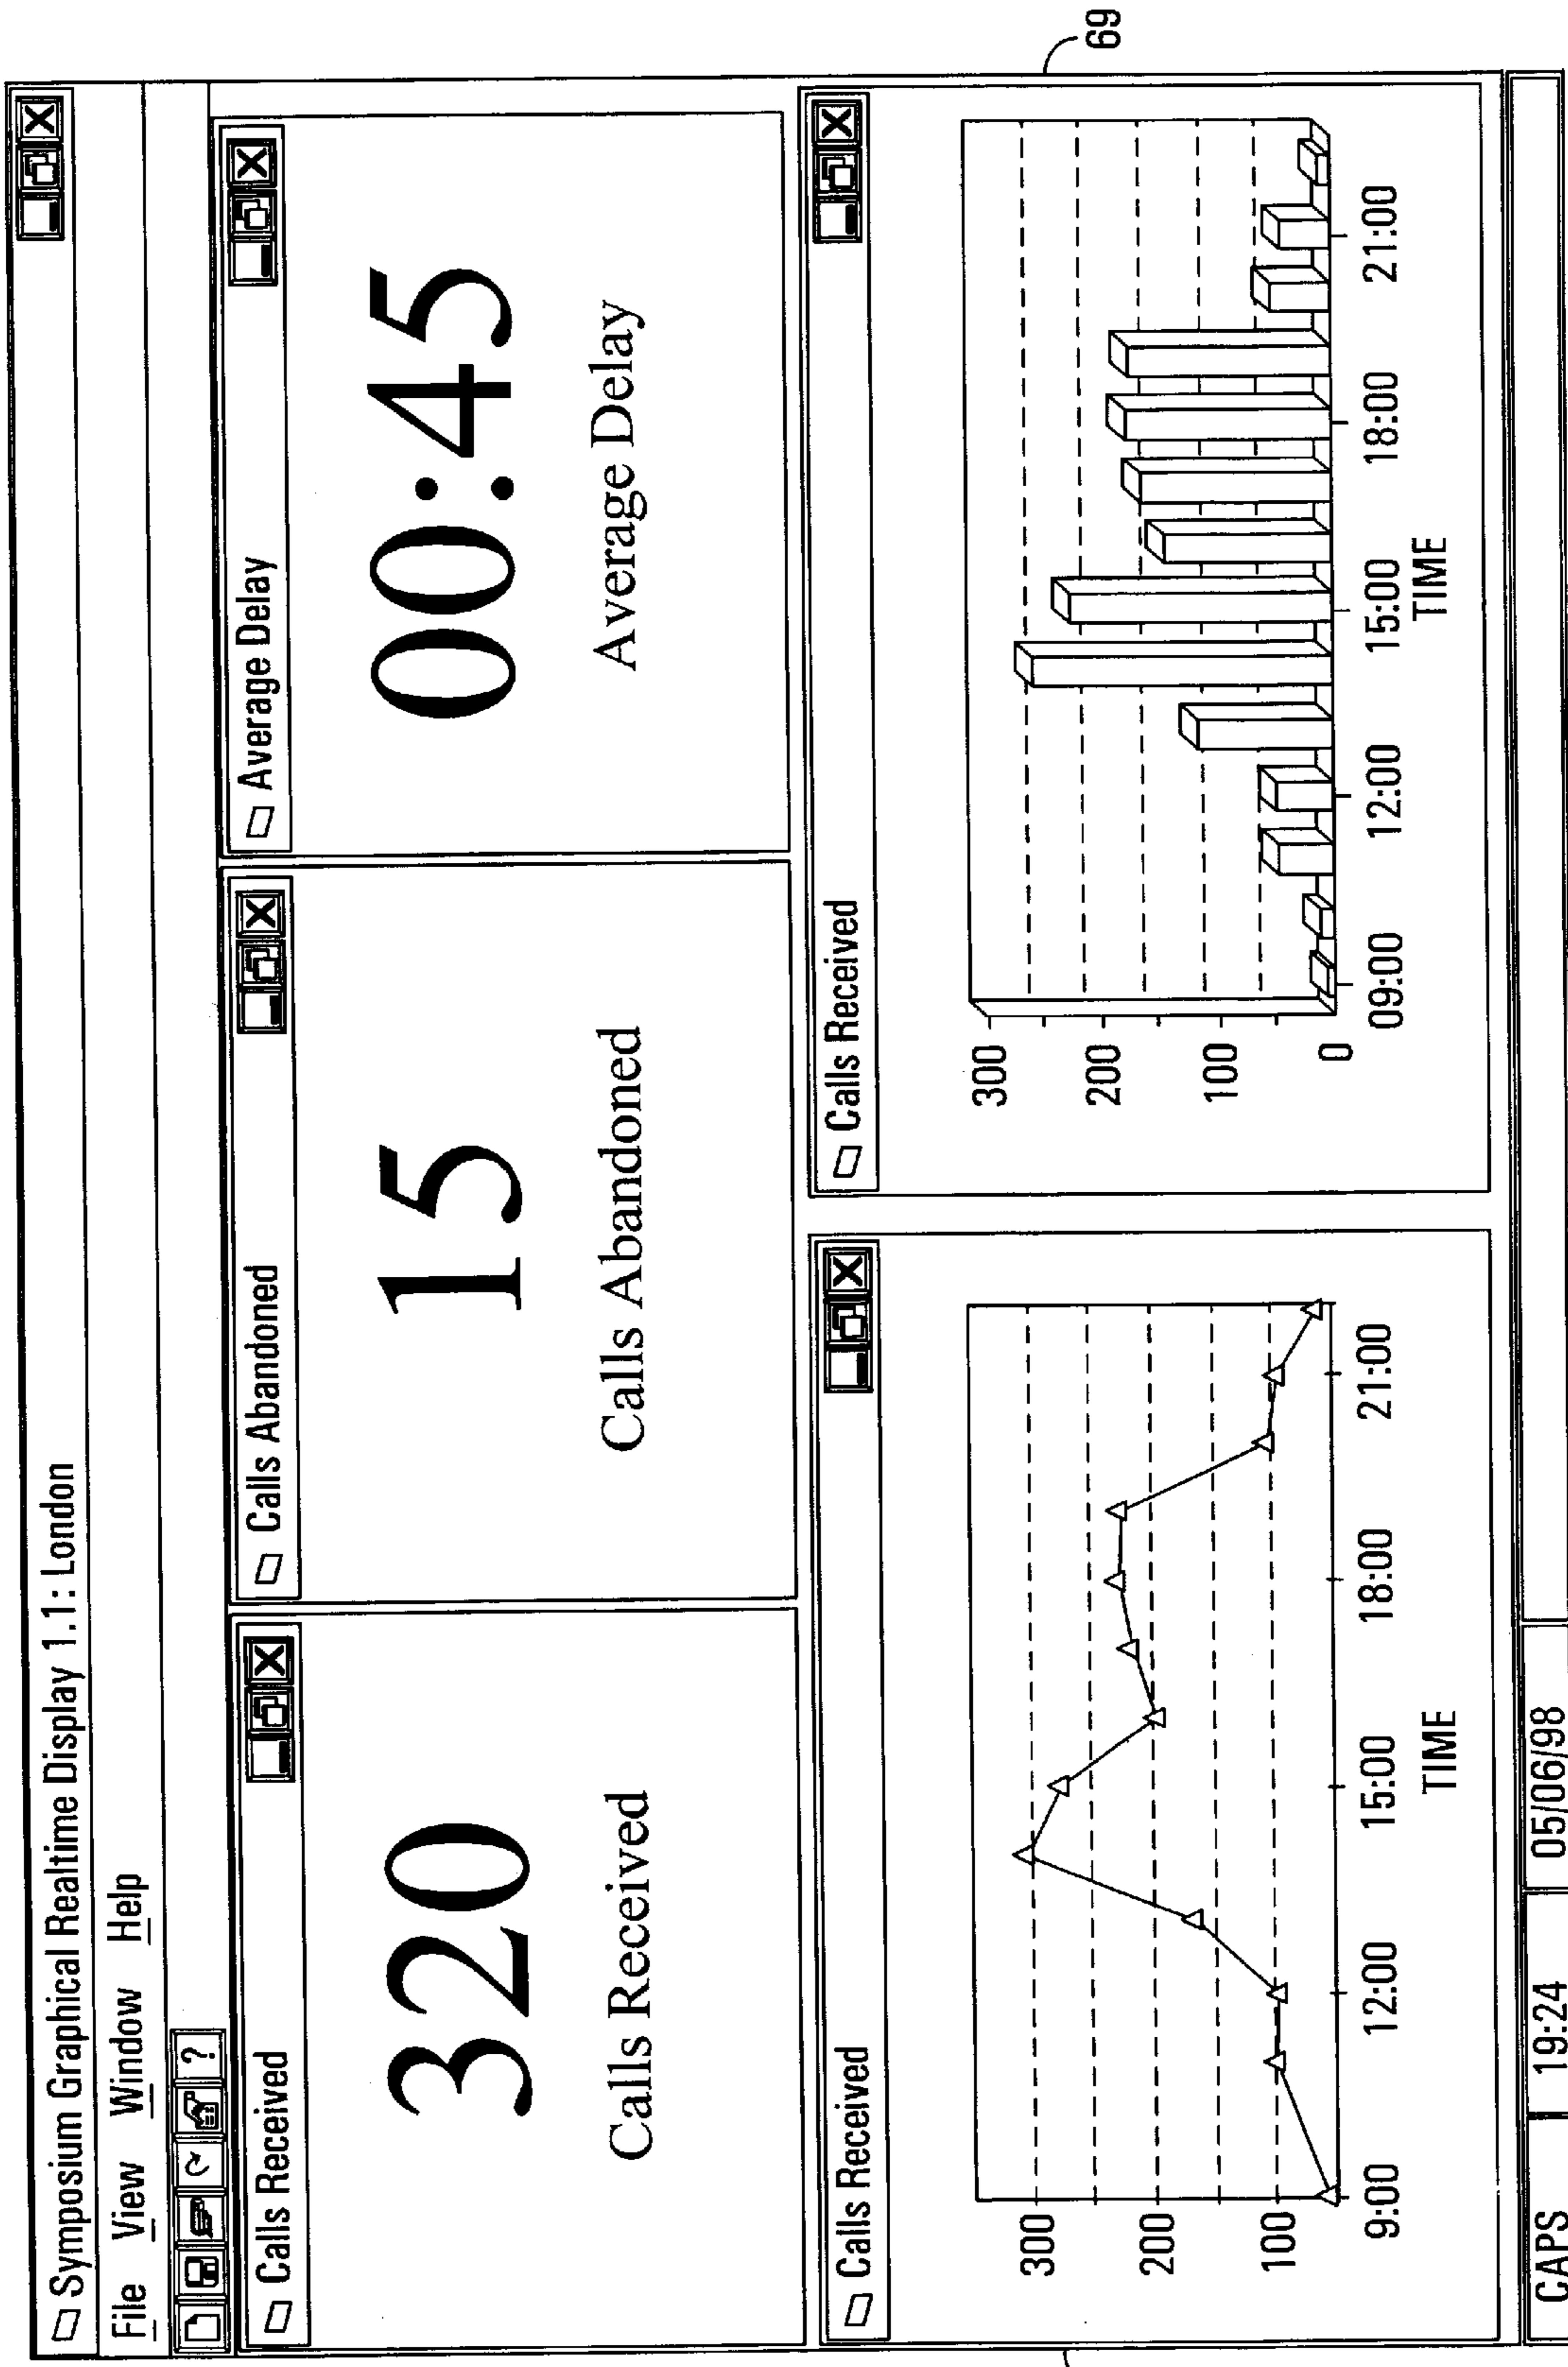 Symposium Graphical Realtime Display 1.1: London
File View Window Help
?
Calls Received
320
Calls Received
Calls Abandoned
15
Calls Abandoned
Average Delay
00:45
Average Delay
Calls Received
300
200
100
9:00 12:00 15:00 18:00 21:00
TIME
Calls Received
300
200
100
0
09:00 12:00 15:00 18:00 21:00
TIME
69
CAPS 19:24 05/06/98